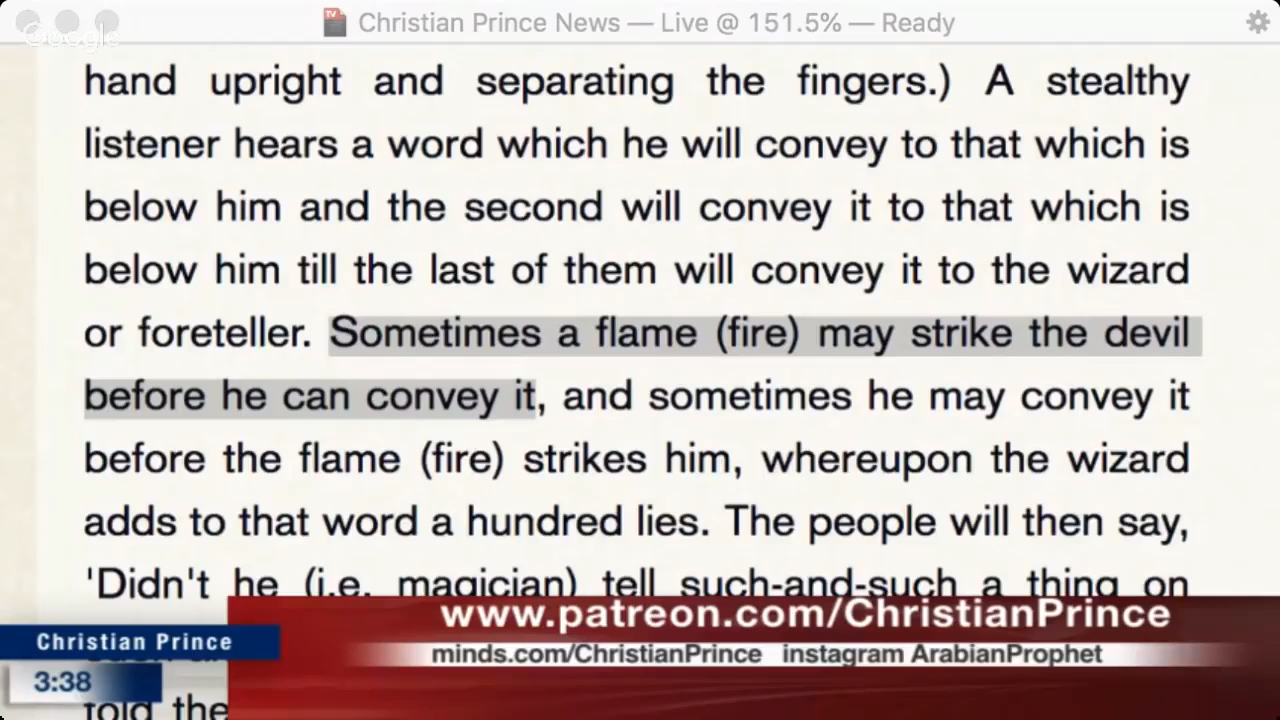 Christian Prince News — Live @ 151.5% — Ready
Google
hand upright and separating the fingers.) A stealthy
listener hears a word which he will convey to that which is
below him and the second will convey it to that which is
below him till the last of them will convey it to the wizard
or foreteller. Sometimes a flame (fire) may strike the devil
before he can convey it, and sometimes he may convey it
before the flame (fire) strikes him, whereupon the wizard
adds to that word a hundred lies. The people will then say,
'Didn't he (i.e. magician) tell such-and-such a thing on
www.patreon.com/ChristianPrince
Christian Prince
minds.com/ChristianPrince instagram ArabianProphet
3:38
told the